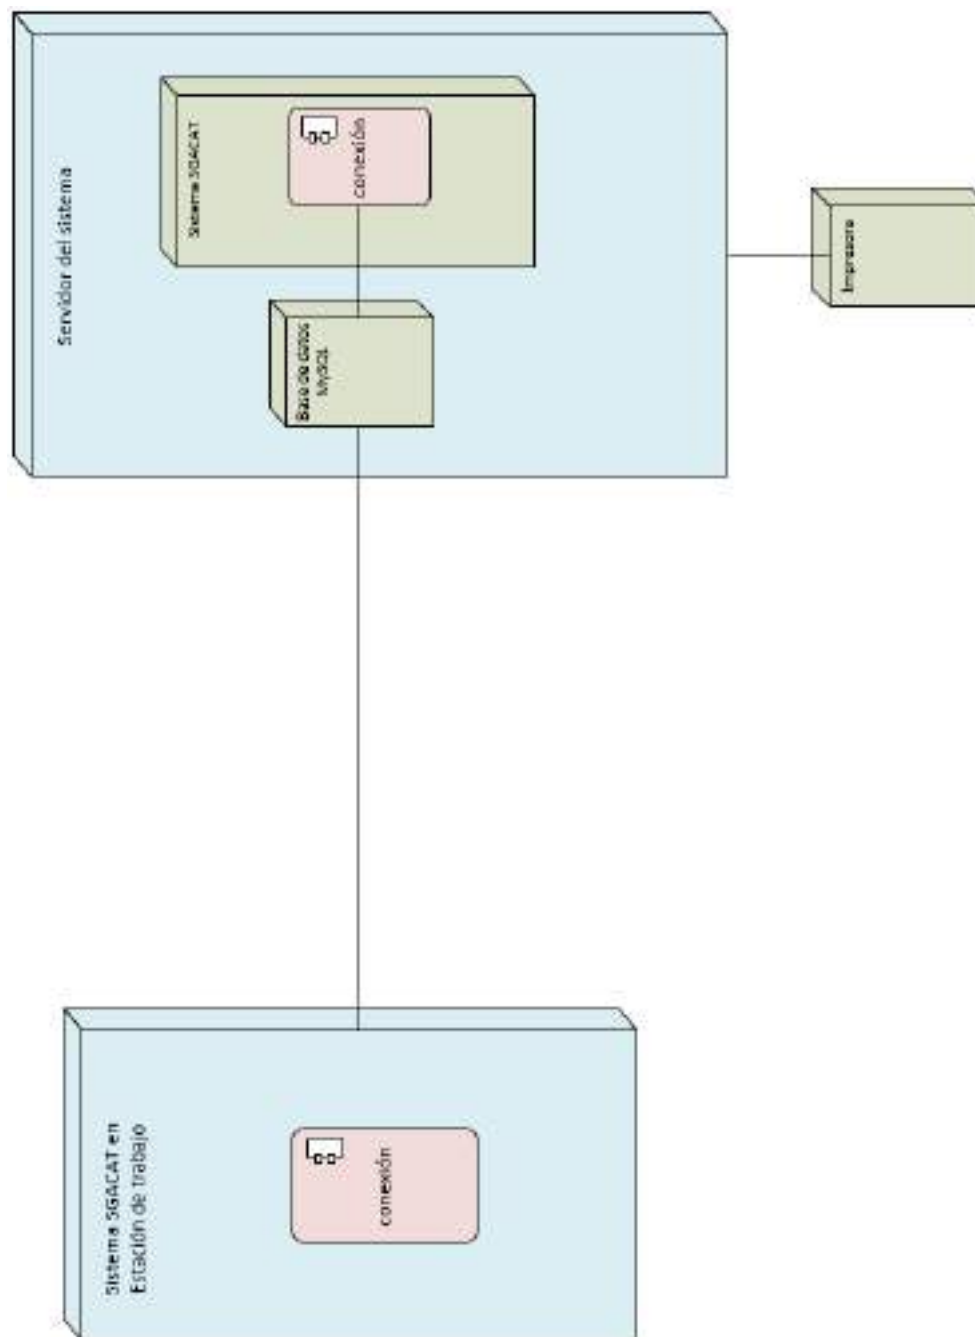 Sistema SGACAT en
Estación de trabajo
conexión
Servidor del sistema
Base de datos
MySQL
Sistema SGACAT
conexión
Impresora